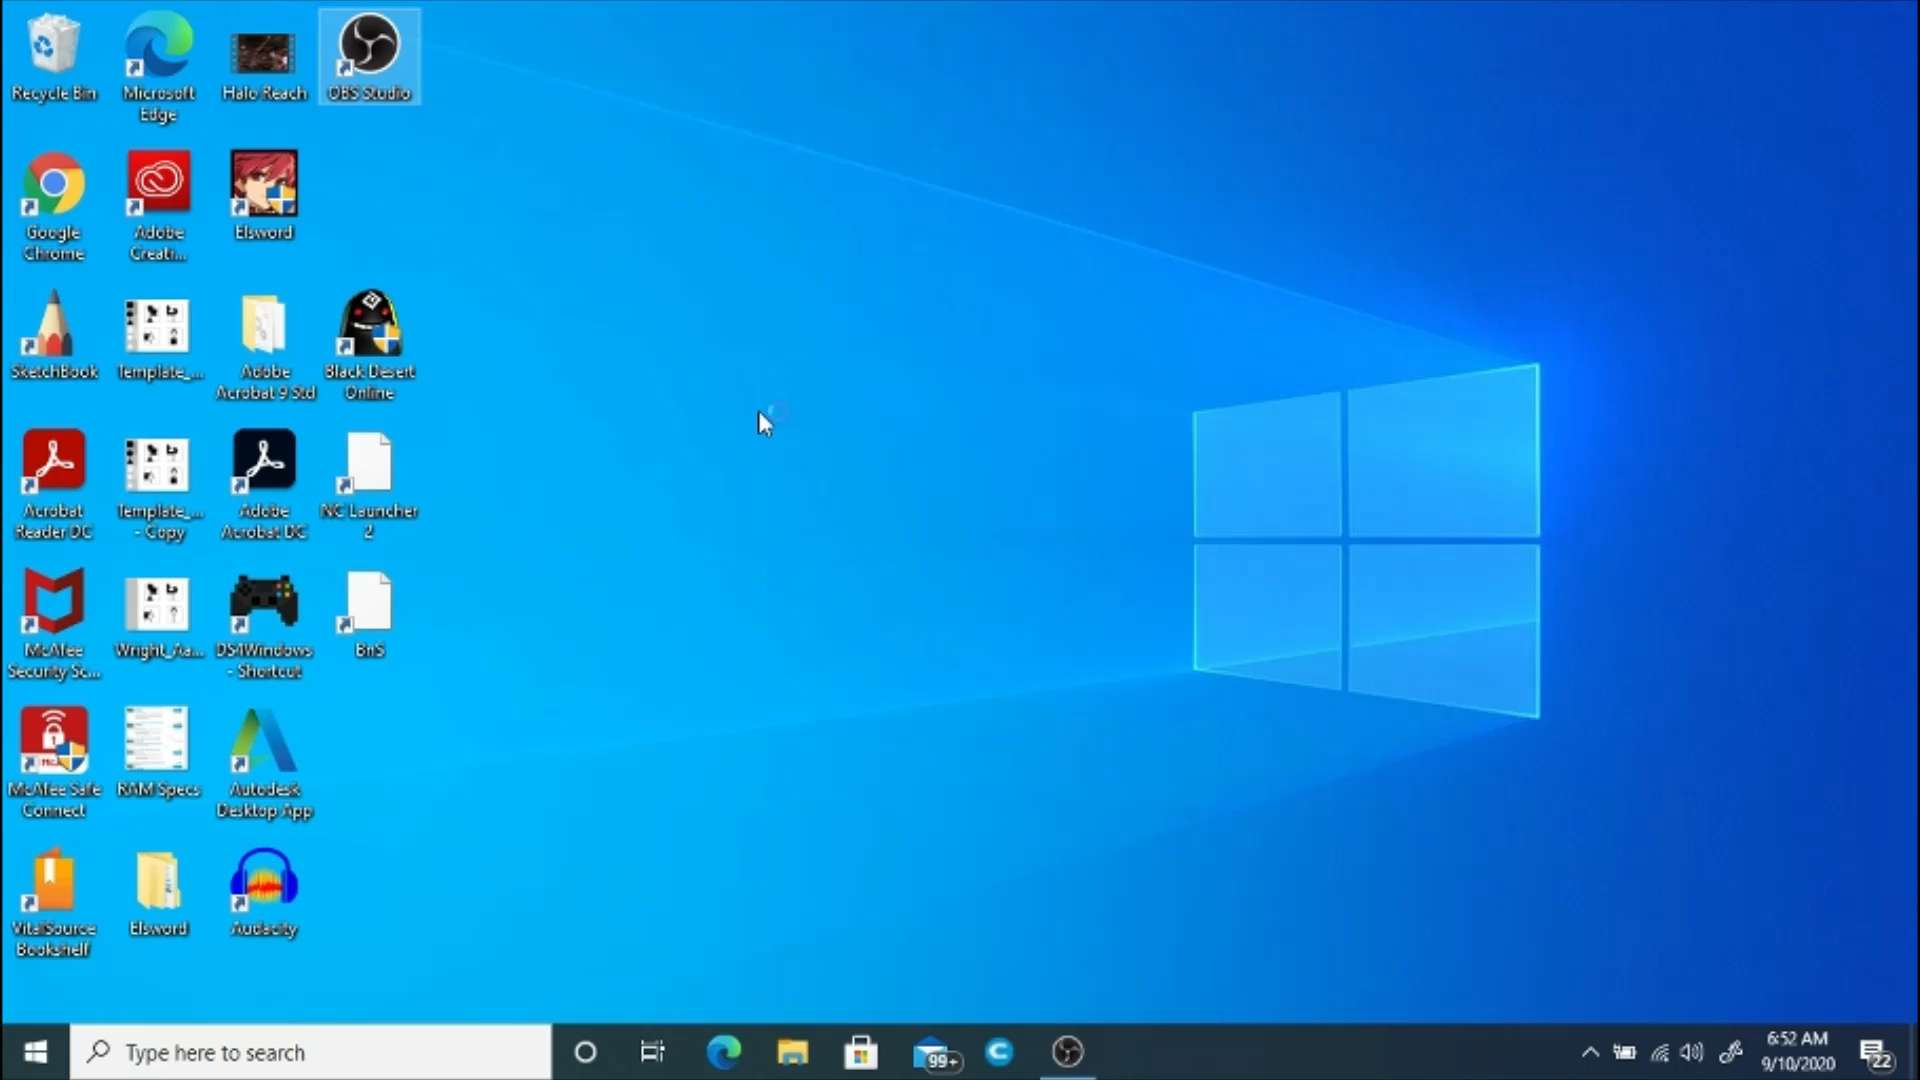 Recycle Bin
Microsoft
Edge
Halo Reach
OBS Studio
Google
Chrome
Adobe
Creati...
Elsword
SketchBook
Template_...
Adobe
Acrobat 9 Std
Black Desert
Online
Acrobat
Reader DC
Template_...
- Copy
Adobe
Acrobat DC
NC Launcher
2
McAfee
Security Sc...
Wright_Aa...
DS4Windows
- Shortcut
BnS
McAfee Safe
Connect
RAM Specs
Autodesk
Desktop App
VitalSource
Bookshelf
Elsword
Audacity
Type here to search
99+
6:52 AM
9/10/2020
22